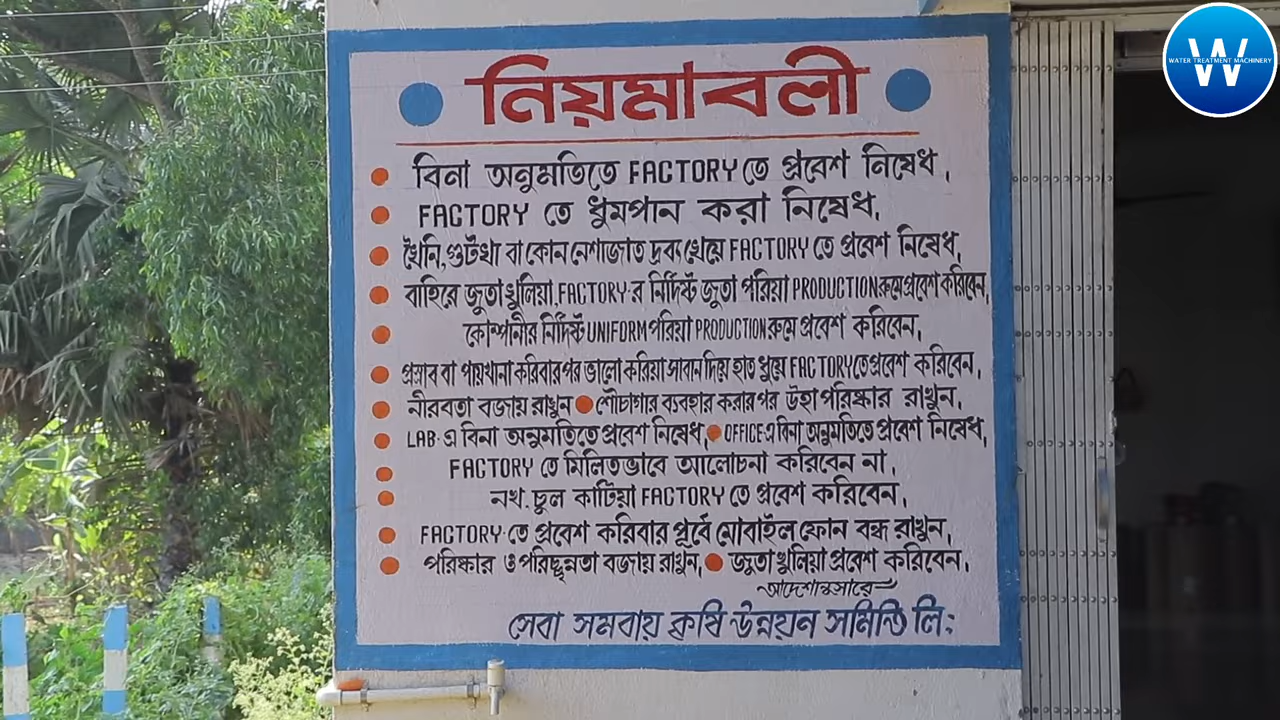 W
WATER TREATMENT MACHINERY
নিয়মাবলী
বিনা অনুমতিতে FACTORY তে প্রবেশ নিষেধ,
FACTORY তে ধুমপান করা নিষেধ,
খৈনি, গুটখা বা কোন নেশাজাত দ্রব্য খেয়ে FACTORY তে প্রবেশ নিষেধ,
বাহিরে জুতা খুলিয়া, FACTORY-র নির্দিষ্ট জুতা পরিয়া PRODUCTION রুমে প্রবেশ করিবেন,
কোম্পানীর নির্দিষ্ট UNIFORM পরিয়া PRODUCTION রুমে প্রবেশ করিবেন,
প্রস্রাব বা পায়খানা করিবার পর ভালো করিয়া সাবান দিয়ে হাত ধুয়ে FACTORY তে প্রবেশ করিবেন,
নীরবতা বজায় রাখুন ● শৌচাগার ব্যবহার করার পর উহা পরিষ্কার রাখুন,
LAB-এ বিনা অনুমতিতে প্রবেশ নিষেধ, ● OFFICE-এ বিনা অনুমতিতে প্রবেশ নিষেধ,
FACTORY তে মিলিতভাবে আলোচনা করিবেন না,
নখ, চুল কাটিয়া FACTORY তে প্রবেশ করিবেন,
FACTORY-তে প্রবেশ করিবার পূর্বে মোবাইল ফোন বন্ধ রাখুন,
পরিষ্কার ও পরিচ্ছন্নতা বজায় রাখুন, ● জুতা খুলিয়া প্রবেশ করিবেন,
আদেশানুসারে
সেবা সমবায় কৃষি উন্নয়ন সমিতি লি: